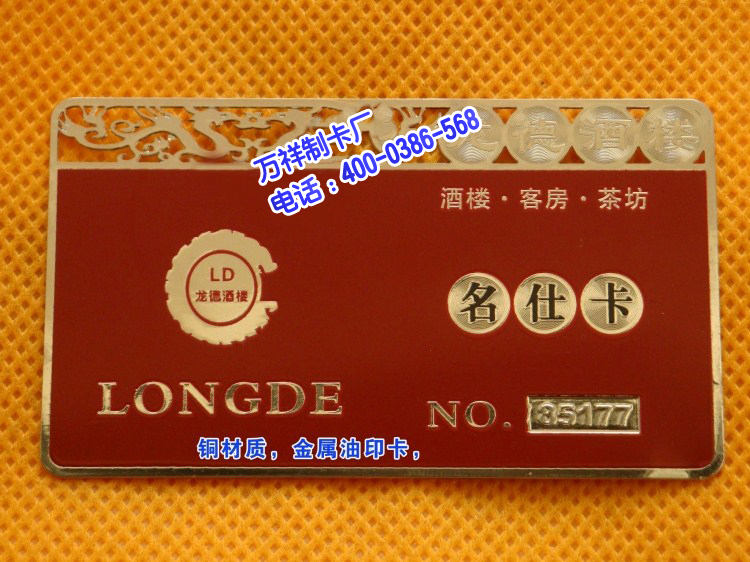 万祥制卡厂
电话：400-0386-568
龙德酒楼
酒楼·客房·茶坊
LD
龙德酒楼
名仕卡
LONGDE
NO. 35177
铜材质，金属油印卡，